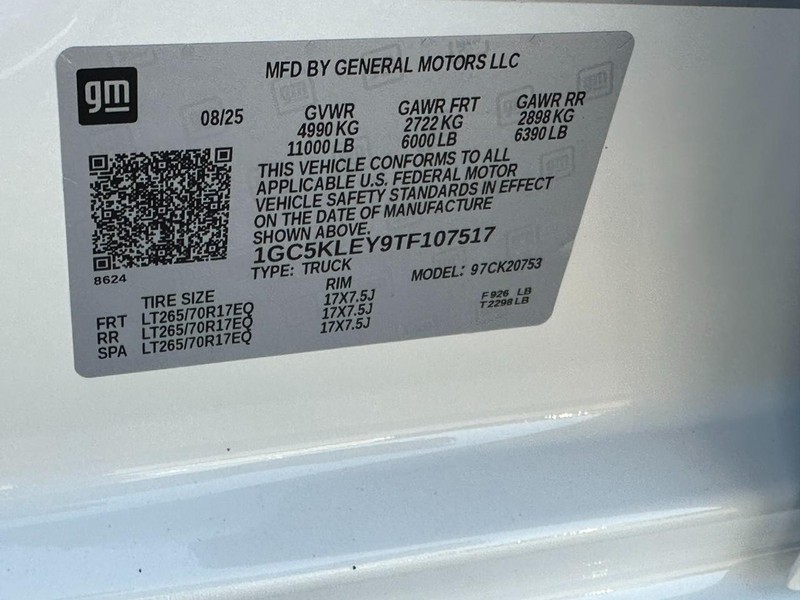 gm
MFD BY GENERAL MOTORS LLC
08/25 GVWR GAWR FRT GAWR RR
4990 KG 2722 KG 2898 KG
11000 LB 6000 LB 6390 LB
THIS VEHICLE CONFORMS TO ALL
APPLICABLE U.S. FEDERAL MOTOR
VEHICLE SAFETY STANDARDS IN EFFECT
ON THE DATE OF MANUFACTURE
SHOWN ABOVE.
1GC5KLEY9TF107517
TYPE: TRUCK MODEL: 97CK20753
8624
TIRE SIZE RIM
FRT LT265/70R17EQ 17X7.5J F 926 LB
RR LT265/70R17EQ 17X7.5J T2298 LB
SPA LT265/70R17EQ 17X7.5J